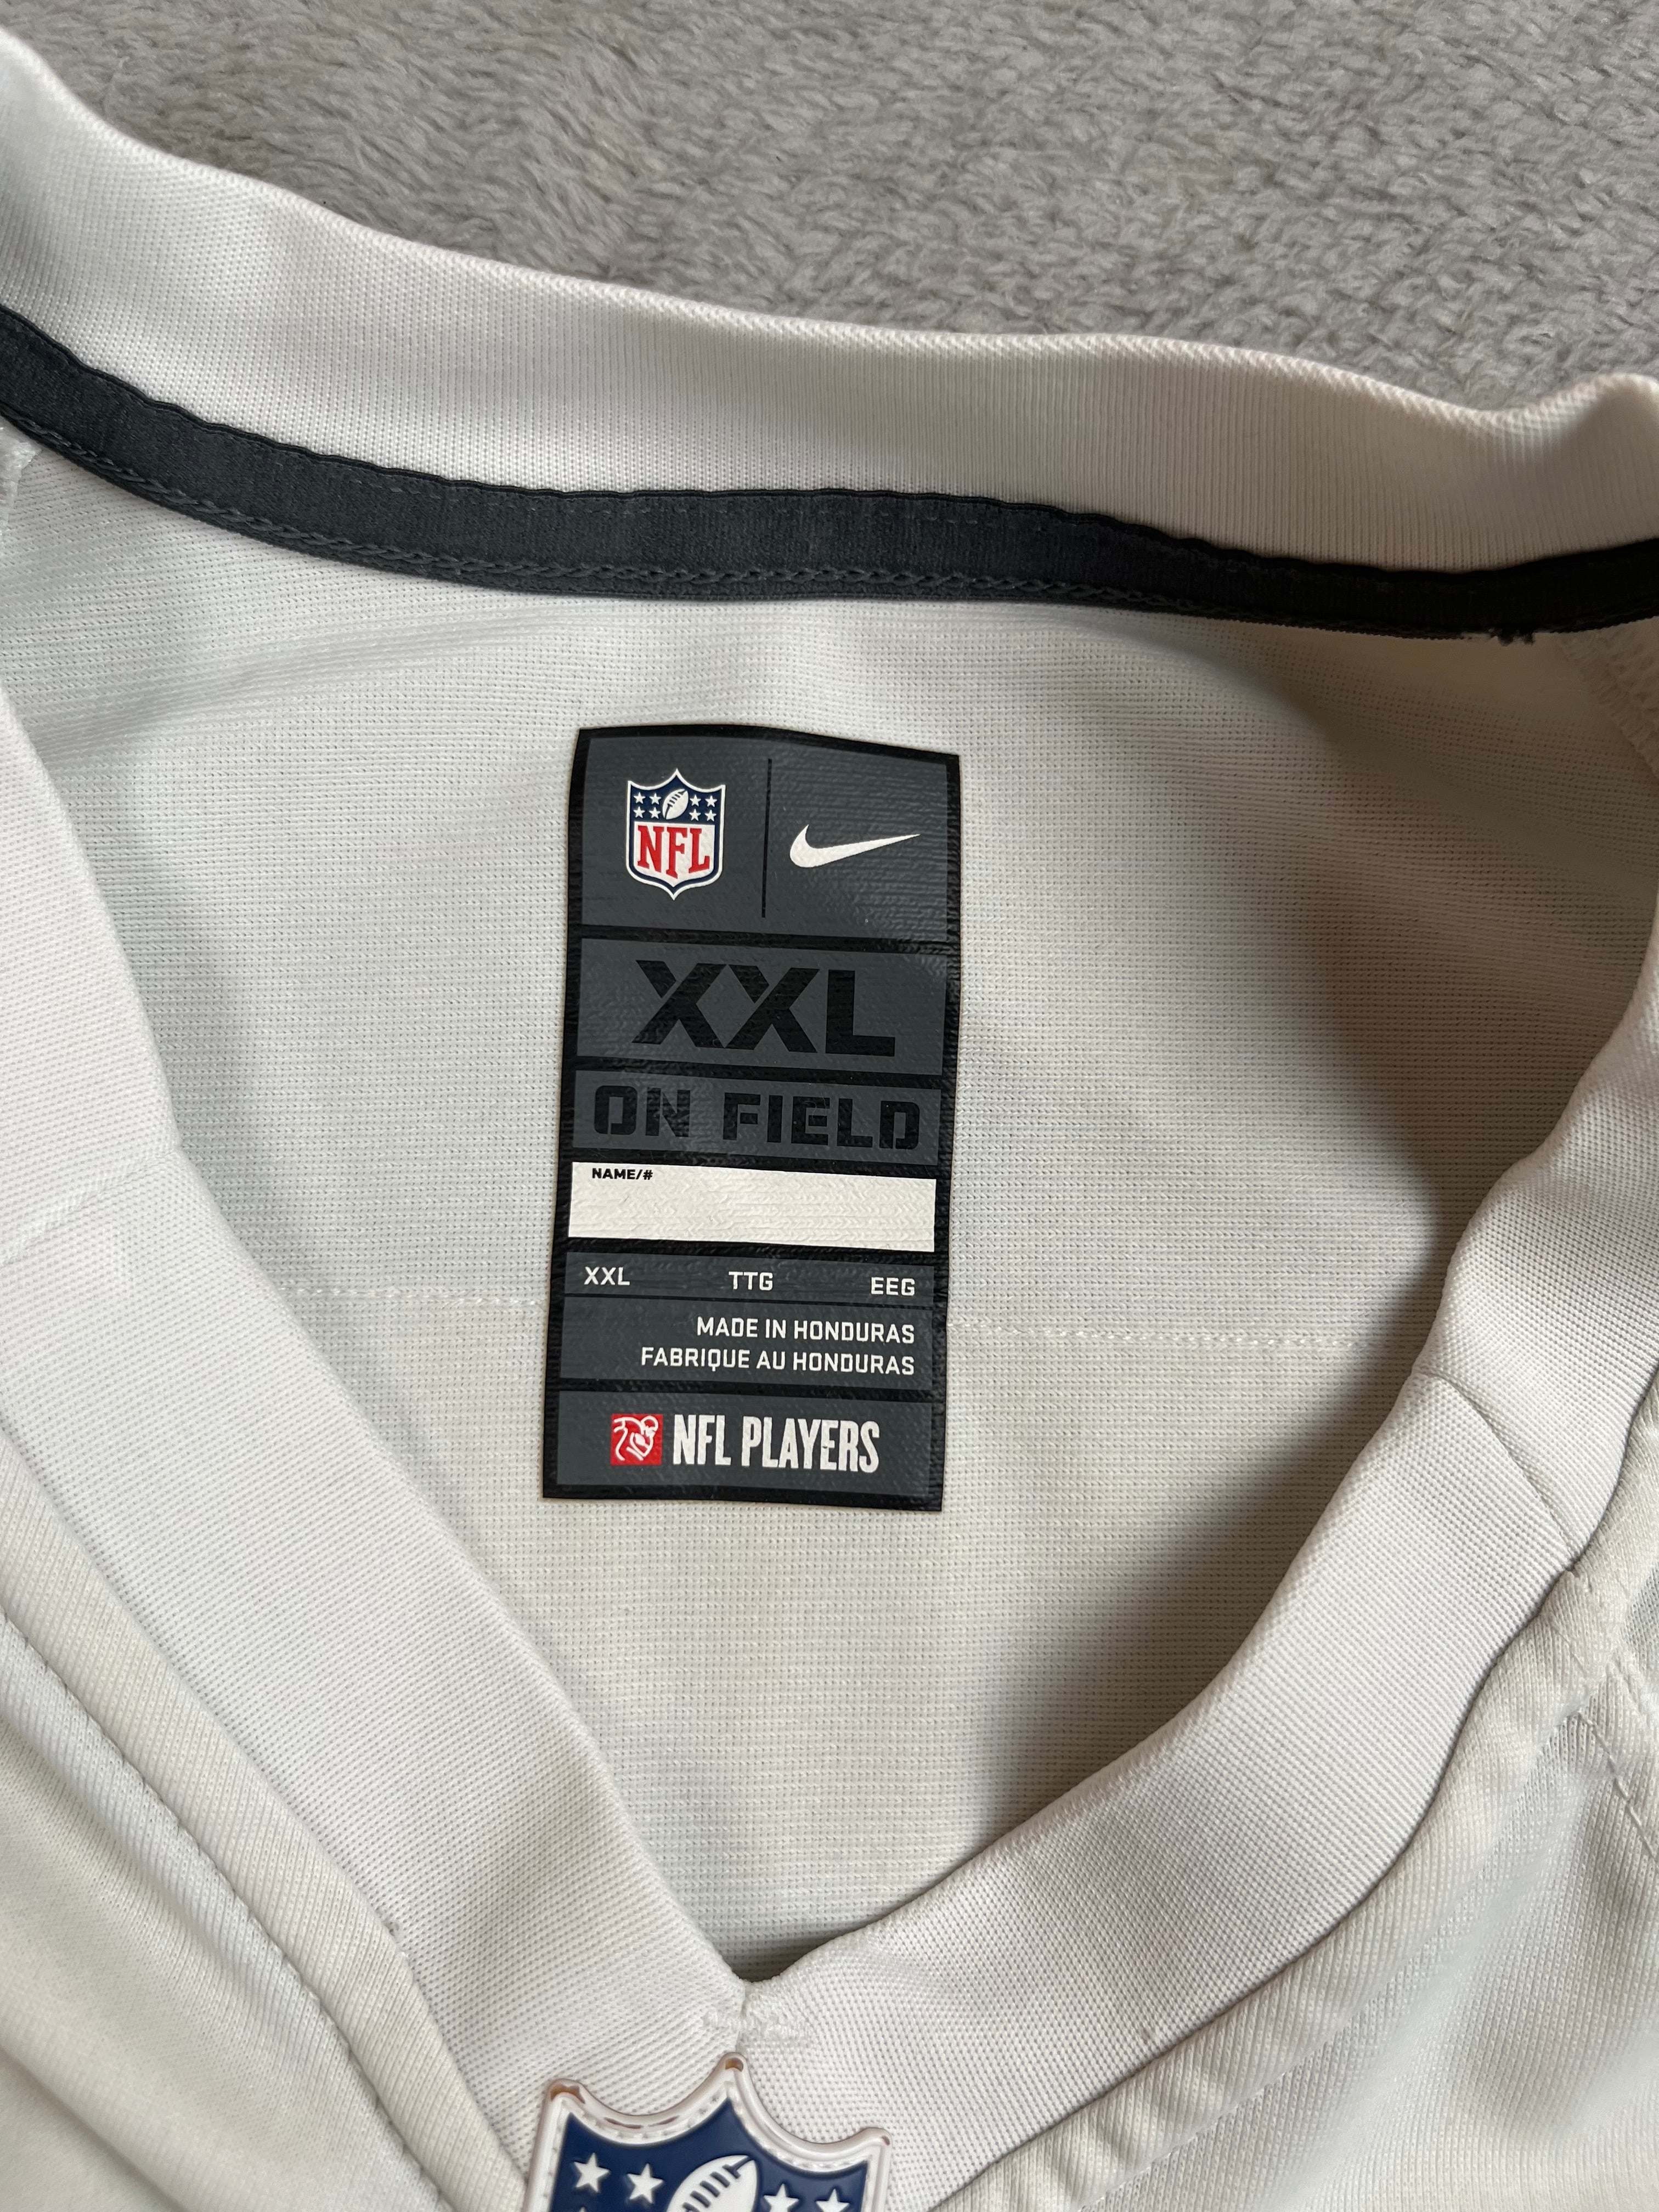 NFL
XXL
ON FIELD
NAME/#
XXL TTG EEG
MADE IN HONDURAS
FABRIQUE AU HONDURAS
NFL PLAYERS